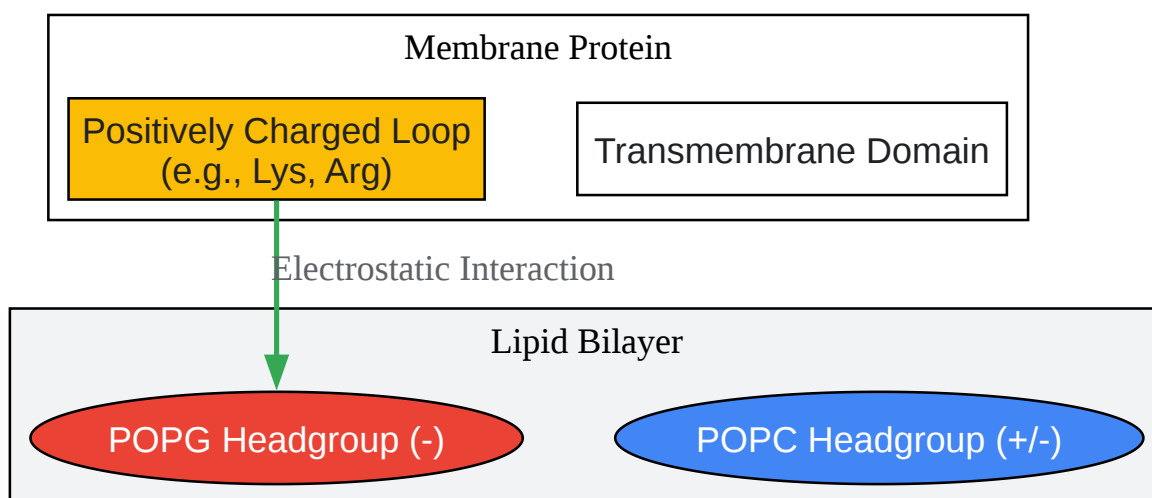 Membrane Protein
Positively Charged Loop
(e.g., Lys, Arg)
Transmembrane Domain
Electrostatic Interaction
Lipid Bilayer
POPG Headgroup (-)
POPC Headgroup (+/-)